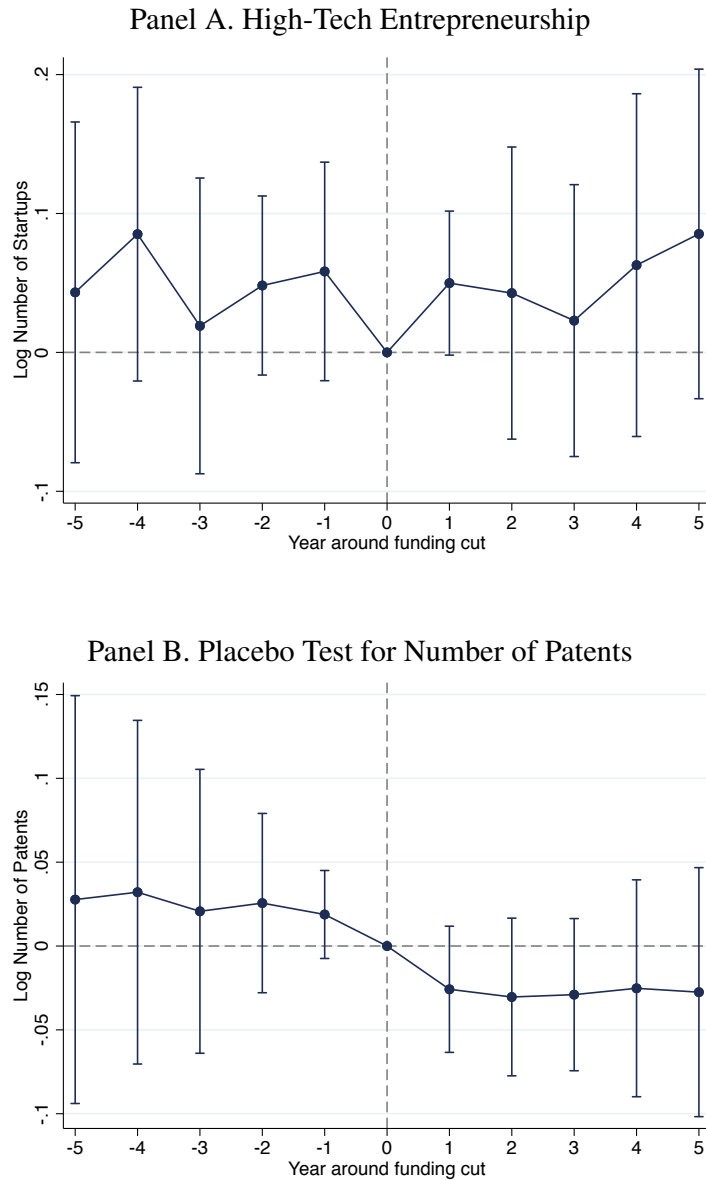 Panel A. High-Tech Entrepreneurship
.2
.1
0
-.1
Log Number of Startups
-5 -4 -3 -2 -1 0 1 2 3 4 5
Year around funding cut
Panel B. Placebo Test for Number of Patents
.15
.1
.05
0
-.05
-.1
Log Number of Patents
-5 -4 -3 -2 -1 0 1 2 3 4 5
Year around funding cut